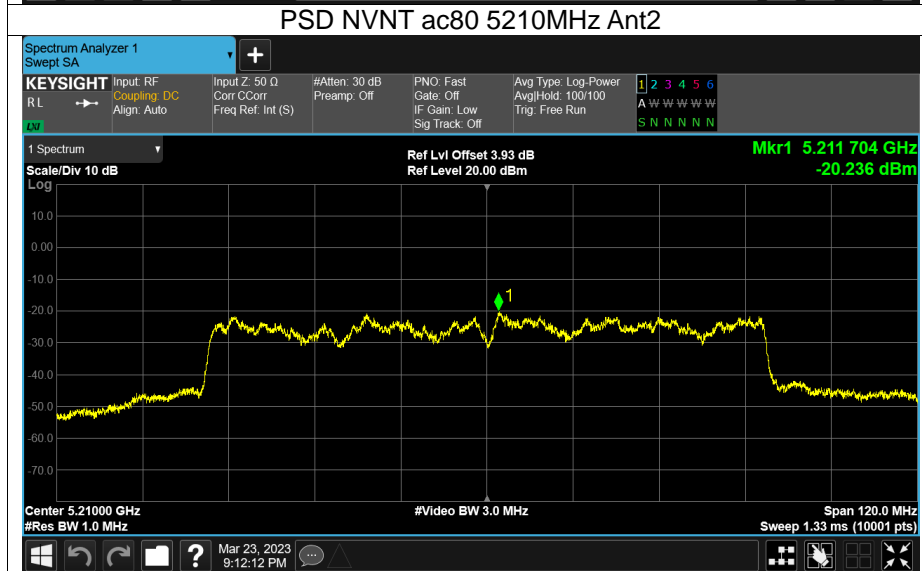 PSD NVNT ac80 5210MHz Ant2
Spectrum Analyzer 1
Swept SA
+
KEYSIGHT Input: RF Input Z: 50 Ω #Atten: 30 dB PNO: Fast Avg Type: Log-Power 1 2 3 4 5 6
RL Coupling: DC Corr CCorr Preamp: Off Gate: Off Avg|Hold: 100/100 A W W W W W
Align: Auto Freq Ref: Int (S) IF Gain: Low Trig: Free Run
LXI Sig Track: Off S N N N N N
1 Spectrum Ref Lvl Offset 3.93 dB Mkr1 5.211 704 GHz
Scale/Div 10 dB Ref Level 20.00 dBm -20.236 dBm
Log
10.0
0.00
-10.0
1
-20.0
-30.0
-40.0
-50.0
-60.0
-70.0
Center 5.21000 GHz #Video BW 3.0 MHz Span 120.0 MHz
#Res BW 1.0 MHz Sweep 1.33 ms (10001 pts)
? Mar 23, 2023
9:12:12 PM